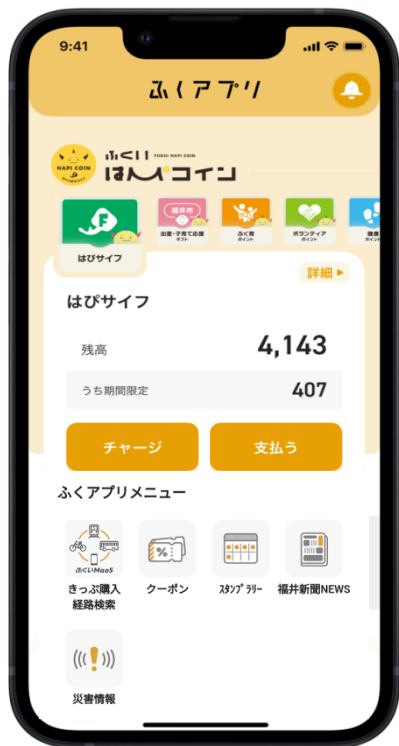 9:41
ふくアプリ
HAPI COIN
ふくい FUKUI HAPI COIN
はぴコイン
はぴサイフ
福井市
出産・子育て応援
ギフト
ふく育
ポイント
ボランティア
ポイント
健康
ポイント
詳細
はぴサイフ
残高 4,143
うち期間限定 407
チャージ 支払う
ふくアプリメニュー
ふくいMaaS
%
きっぷ購入 クーポン スタンプラリー 福井新聞NEWS
経路検索
災害情報